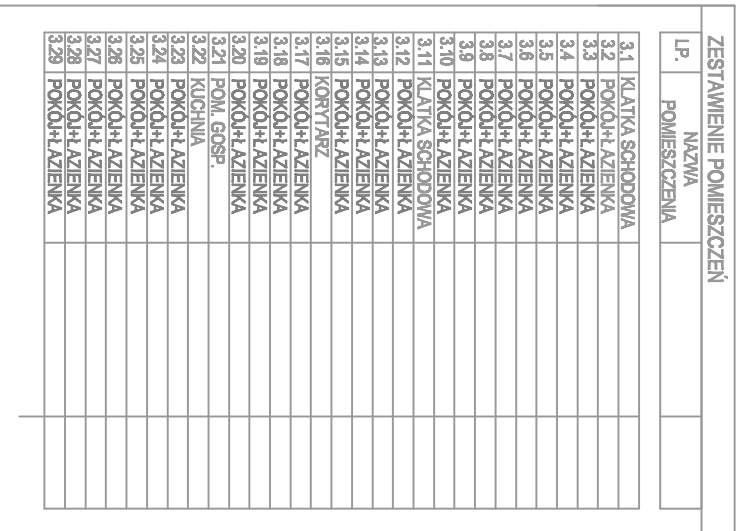 ZESTAWIENIE POMIESZCZEŃ
LP. NAZWA POMIESZCZENIA
3.1 KLATKA SCHODOWA
3.2 POKÓJ+ŁAZIENKA
3.3 POKÓJ+ŁAZIENKA
3.4 POKÓJ+ŁAZIENKA
3.5 POKÓJ+ŁAZIENKA
3.6 POKÓJ+ŁAZIENKA
3.7 POKÓJ+ŁAZIENKA
3.8 POKÓJ+ŁAZIENKA
3.9 POKÓJ+ŁAZIENKA
3.10 POKÓJ+ŁAZIENKA
3.11 KLATKA SCHODOWA
3.12 POKÓJ+ŁAZIENKA
3.13 POKÓJ+ŁAZIENKA
3.14 POKÓJ+ŁAZIENKA
3.15 POKÓJ+ŁAZIENKA
3.16 KORYTARZ
3.17 POKÓJ+ŁAZIENKA
3.18 POKÓJ+ŁAZIENKA
3.19 POKÓJ+ŁAZIENKA
3.20 POKÓJ+ŁAZIENKA
3.21 POM. GOSP.
3.22 KUCHNIA
3.23 POKÓJ+ŁAZIENKA
3.24 POKÓJ+ŁAZIENKA
3.25 POKÓJ+ŁAZIENKA
3.26 POKÓJ+ŁAZIENKA
3.27 POKÓJ+ŁAZIENKA
3.28 POKÓJ+ŁAZIENKA
3.29 POKÓJ+ŁAZIENKA